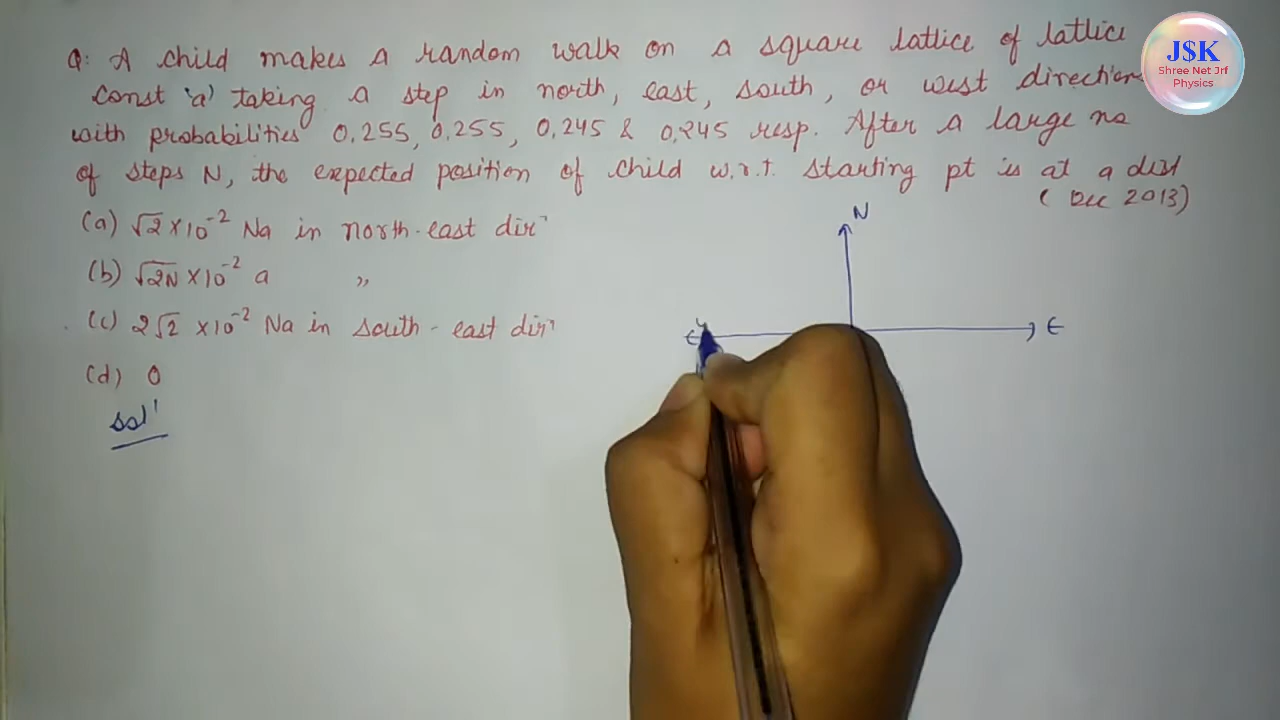 Q: A child makes a random walk on a square lattice of lattice
const 'a' taking a step in north, east, south, or west direction
with probabilities 0.255, 0.255, 0.245 & 0.245 resp. After a large no
of steps N, the expected position of child w.r.t. starting pt is at a dist
(Dec 2013)
(a) √2×10⁻² Na in north-east dirⁿ
(b) √2N ×10⁻² a ,,
(c) 2√2 ×10⁻² Na in south-east dirⁿ
(d) 0
Solⁿ
N
E
J$K
Shree Net Jrf
Physics